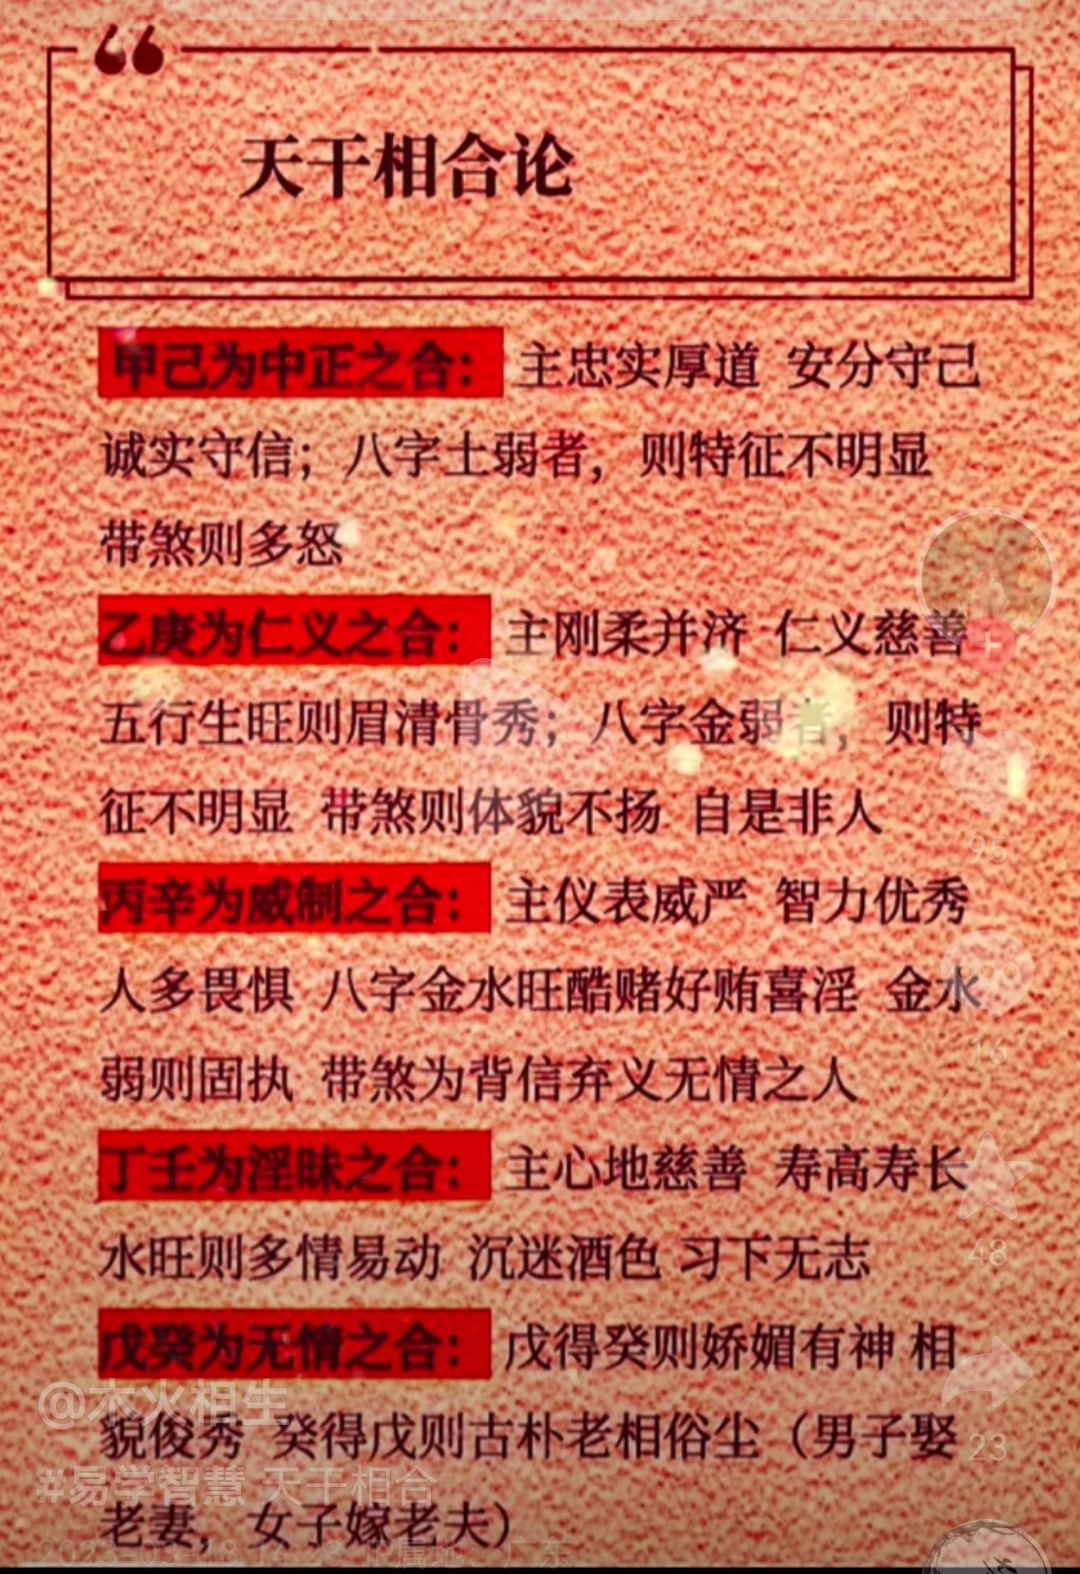 天干相合论
甲己为中正之合：主忠实厚道 安分守己
诚实守信；八字土弱者，则特征不明显
带煞则多怒
乙庚为仁义之合：主刚柔并济 仁义慈善
五行生旺则眉清骨秀；八字金弱者，则特
征不明显 带煞则体貌不扬 自是非人
丙辛为威制之合：主仪表威严 智力优秀
人多畏惧 八字金水旺酷赌好贿喜淫 金水
弱则固执 带煞为背信弃义无情之人
丁壬为淫昧之合：主心地慈善 寿高寿长
水旺则多情易动 沉迷酒色 习下无志
戊癸为无情之合：戊得癸则娇媚有神 相
貌俊秀 癸得戊则古朴老相俗尘（男子娶
老妻，女子嫁老夫）
@木火相生
#易学智慧 天干相合
95
16
48
23